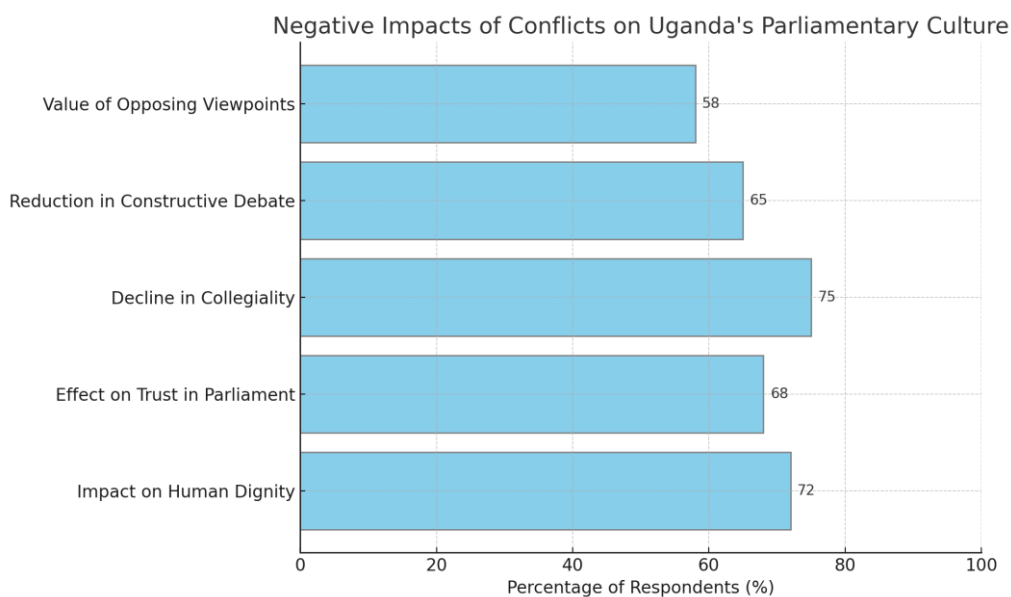 Negative Impacts of Conflicts on Uganda's Parliamentary Culture
Value of Opposing Viewpoints
58
Reduction in Constructive Debate
65
Decline in Collegiality
75
Effect on Trust in Parliament
68
Impact on Human Dignity
72
0 20 40 60 80 100
Percentage of Respondents (%)